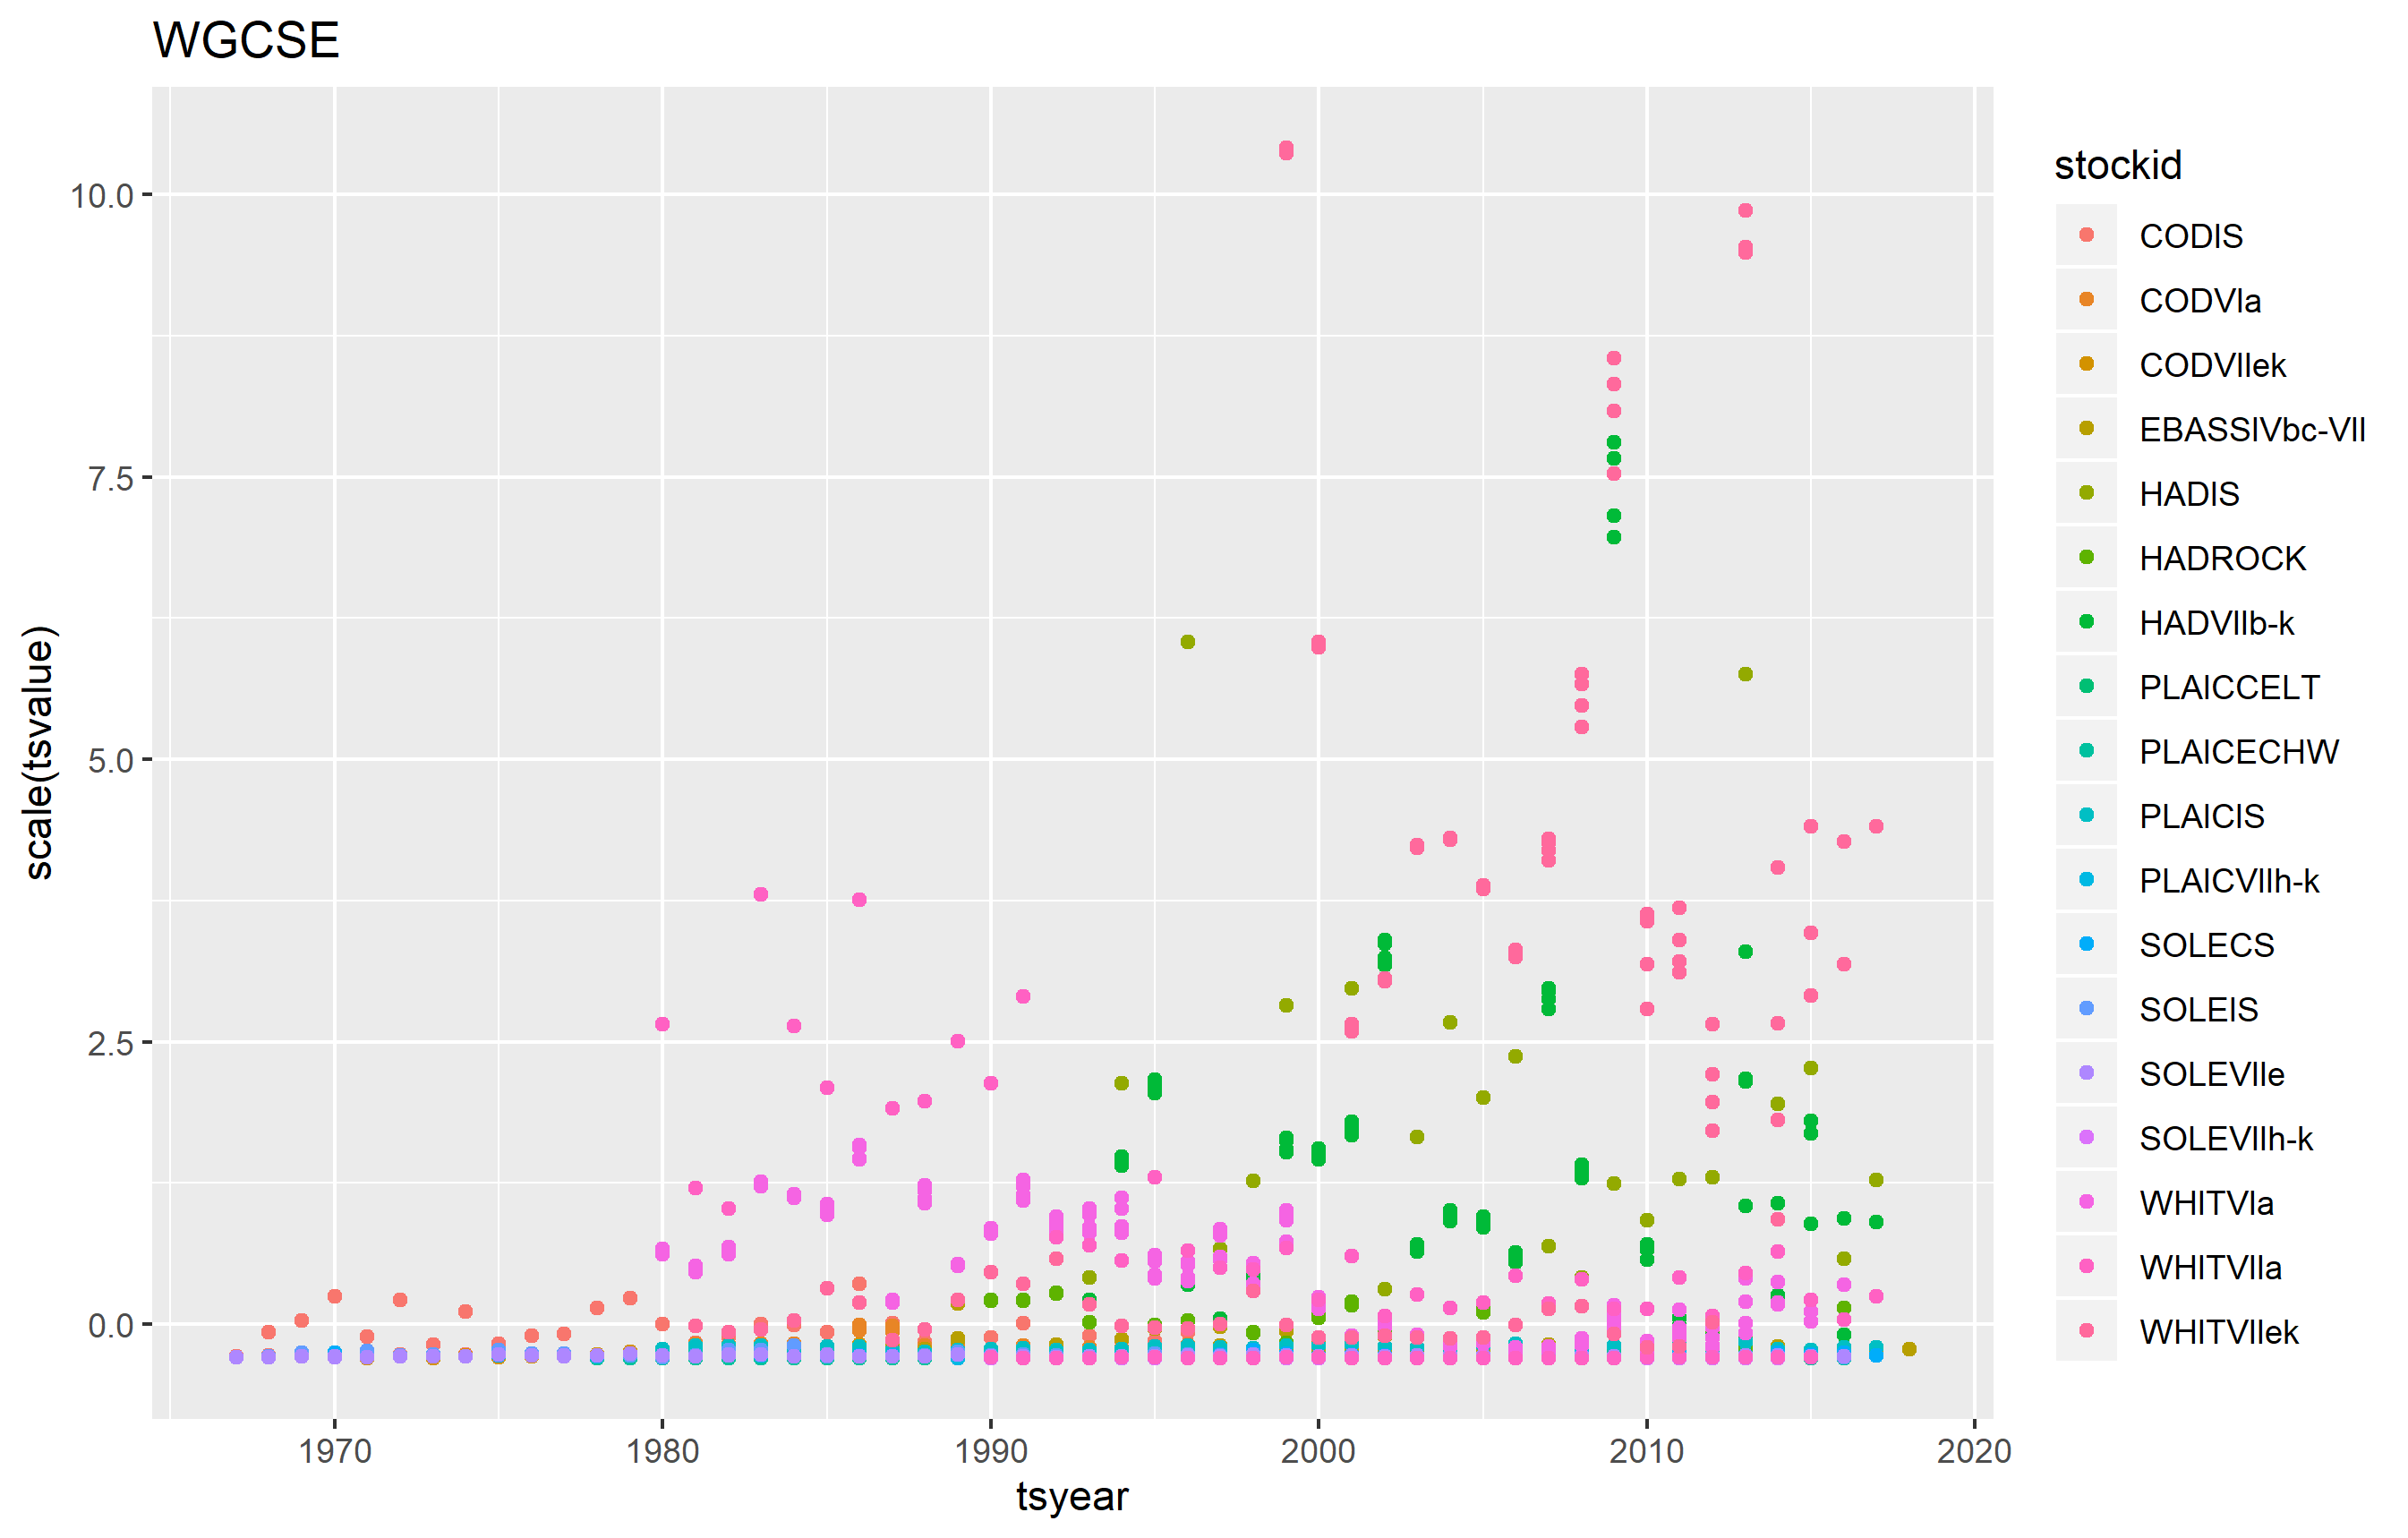 WGCSE
10.0
7.5
5.0
2.5
0.0
scale(tsvalue)
1970
1980
1990
2000
2010
2020
tsyear
stockid
CODIS
CODVIa
CODVIIek
EBASSIVbc-VII
HADIS
HADROCK
HADVIIb-k
PLAICCELT
PLAICECHW
PLAICIS
PLAICVIIh-k
SOLECS
SOLEIS
SOLEVIIe
SOLEVIIh-k
WHITVIa
WHITVIIa
WHITVIIek